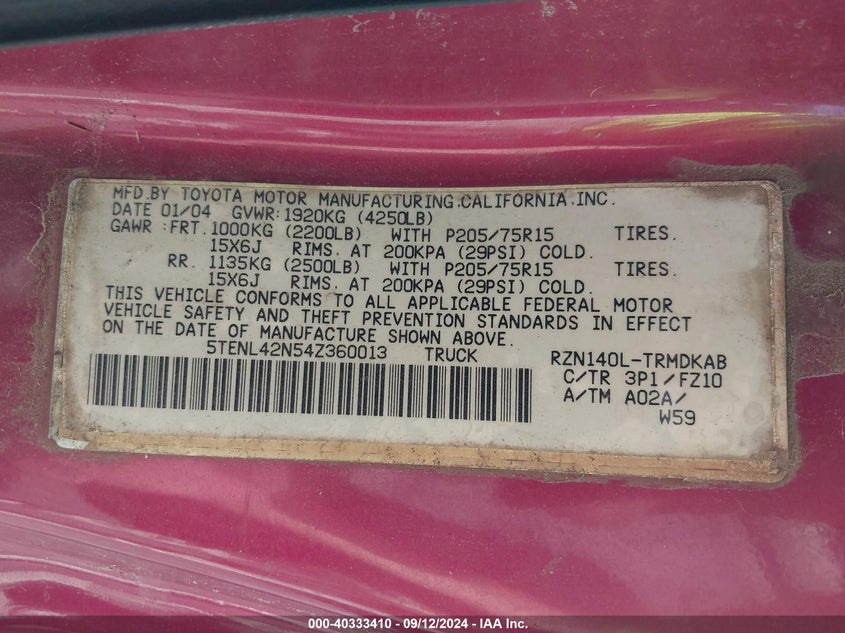 MFD.BY TOYOTA MOTOR MANUFACTURING.CALIFORNIA.INC.
DATE 01/04 GVWR:1920KG (4250LB)
GAWR :FRT.1000KG (2200LB) WITH P205/75R15 TIRES.
15X6J RIMS. AT 200KPA (29PSI) COLD.
RR. 1135KG (2500LB) WITH P205/75R15 TIRES.
15X6J RIMS. AT 200KPA (29PSI) COLD.
THIS VEHICLE CONFORMS TO ALL APPLICABLE FEDERAL MOTOR
VEHICLE SAFETY AND THEFT PREVENTION STANDARDS IN EFFECT
ON THE DATE OF MANUFACTURE SHOWN ABOVE.
5TENL42N54Z360013 TRUCK RZN140L-TRMDKAB
C/TR 3P1/FZ10
A/TM A02A/
W59
000-40333410 - 09/12/2024 - IAA Inc.